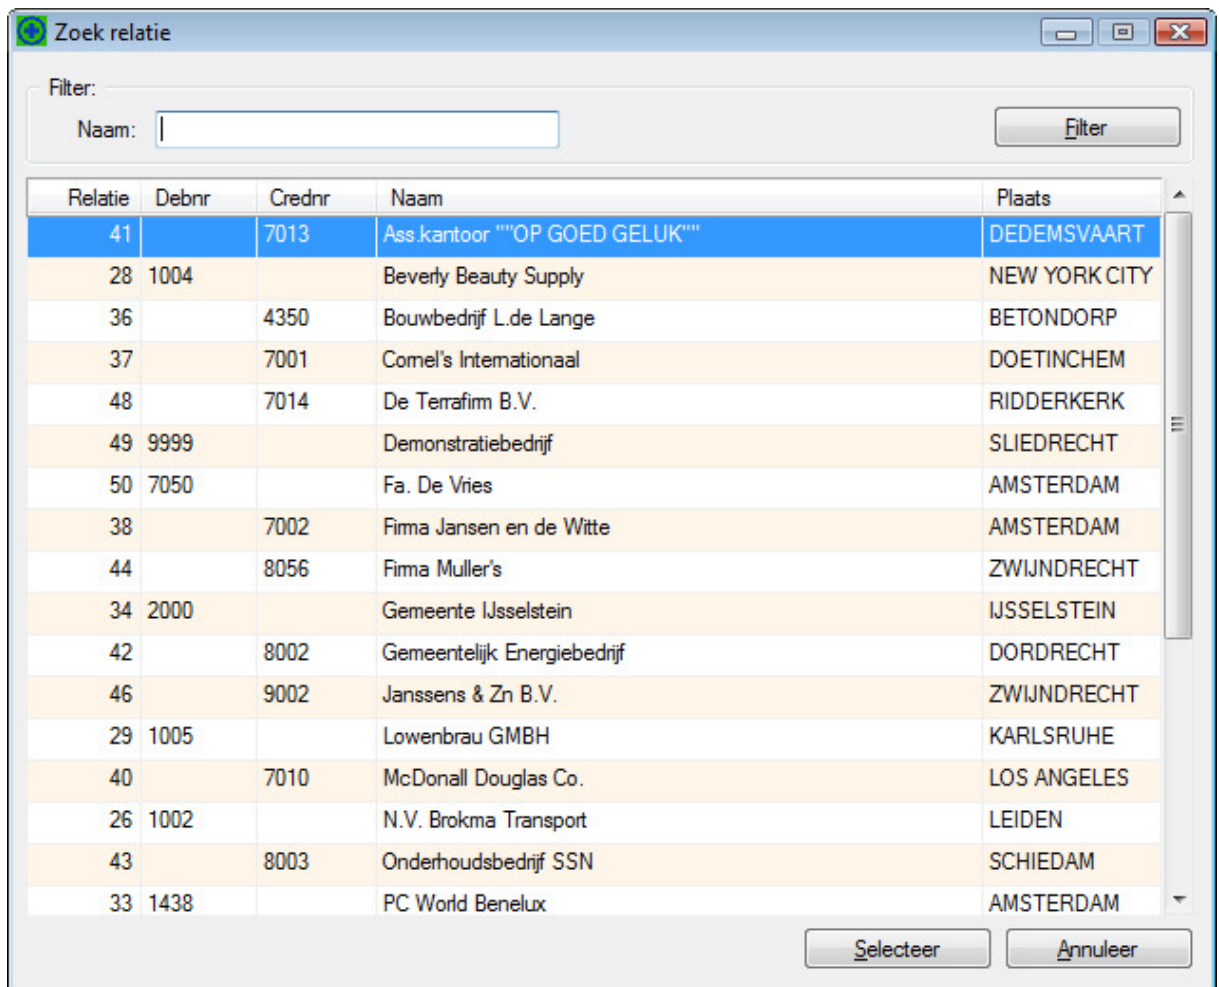 Zoek relatie
Filter:
Naam: Filter
Relatie Debnr Crednr Naam Plaats
41 7013 Ass.kantoor ""OP GOED GELUK"" DEDEMSVAART
28 1004 Beverly Beauty Supply NEW YORK CITY
36 4350 Bouwbedrijf L.de Lange BETONDORP
37 7001 Cornel's Internationaal DOETINCHEM
48 7014 De Terrafirm B.V. RIDDERKERK
49 9999 Demonstratiebedrijf SLIEDRECHT
50 7050 Fa. De Vries AMSTERDAM
38 7002 Firma Jansen en de Witte AMSTERDAM
44 8056 Firma Muller's ZWIJNDRECHT
34 2000 Gemeente IJsselstein IJSSELSTEIN
42 8002 Gemeentelijk Energiebedrijf DORDRECHT
46 9002 Janssens & Zn B.V. ZWIJNDRECHT
29 1005 Lowenbrau GMBH KARLSRUHE
40 7010 McDonall Douglas Co. LOS ANGELES
26 1002 N.V. Brokma Transport LEIDEN
43 8003 Onderhoudsbedrijf SSN SCHIEDAM
33 1438 PC World Benelux AMSTERDAM
Selecteer Annuleer